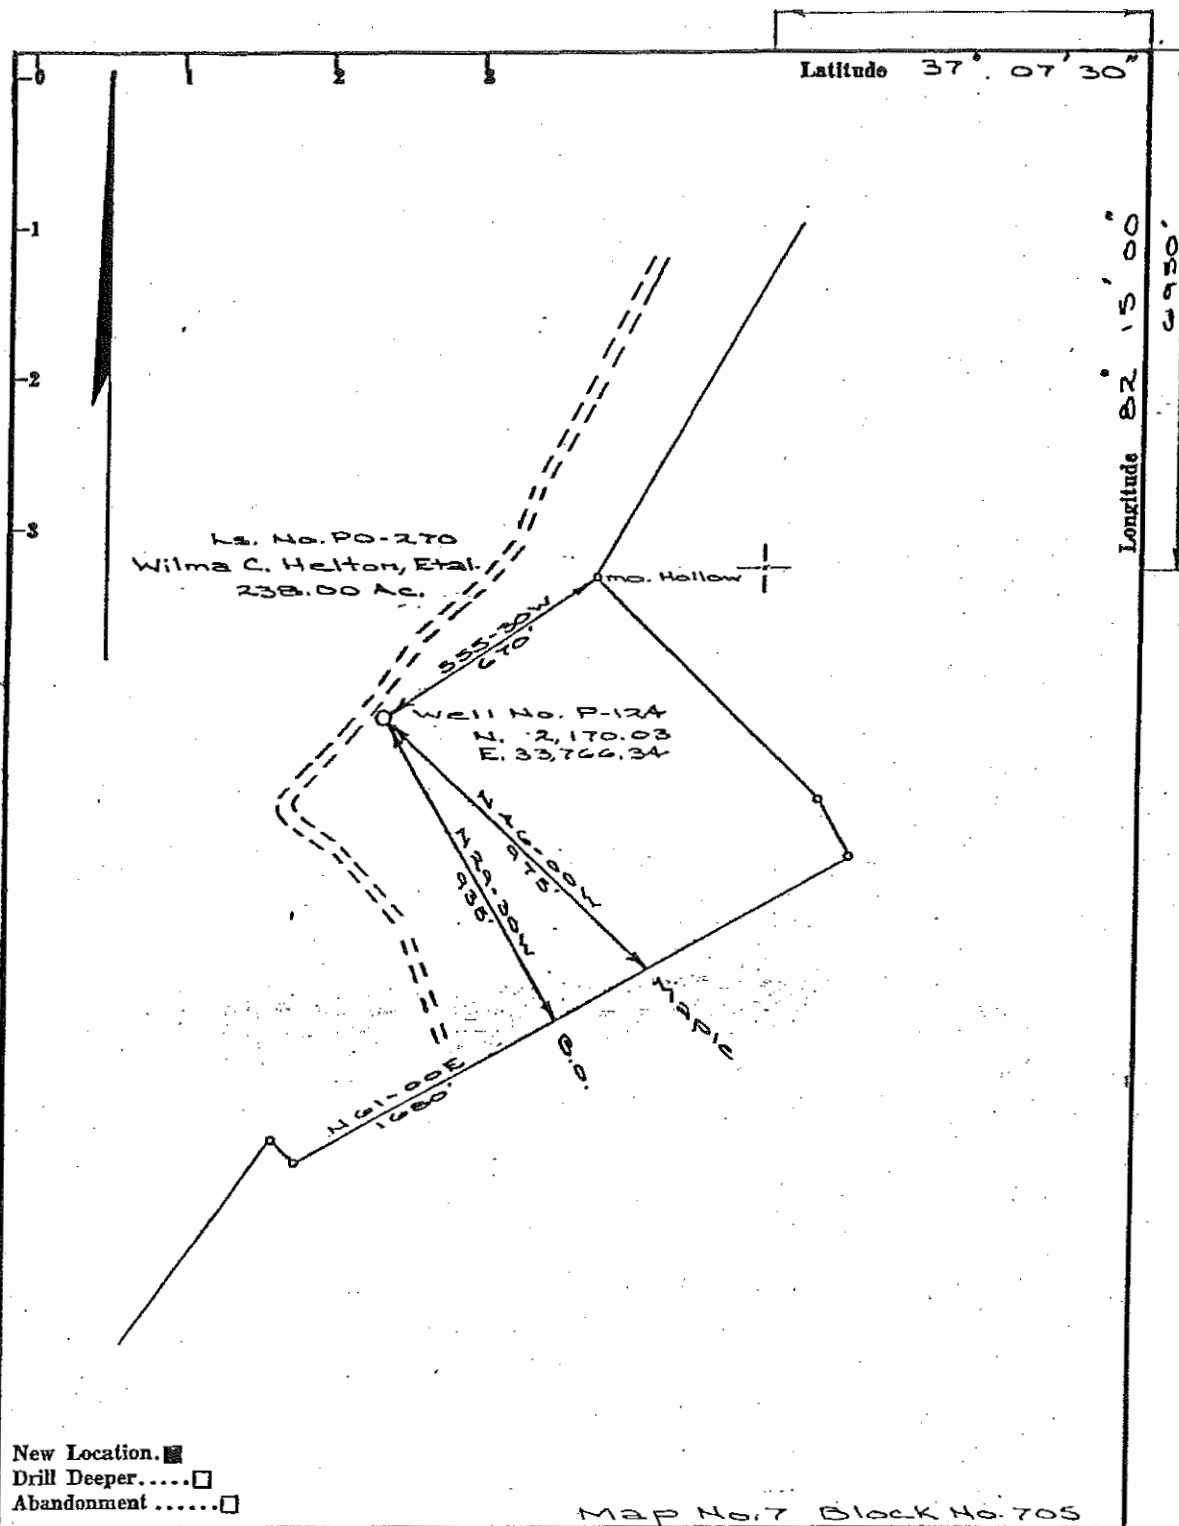 0 1 2 3
Latitude 37° 07' 30"
1
2
3
Longitude 82° 15' 00"
6950'
Ls. No. PO-270
Wilma C. Helton, Etal.
238.00 Ac.
mo. Hollow
S55-30W
670'
Well No. P-124
N. 2,170.03
E. 33,766.34
N46-00W
975'
N29-30W
935'
Maple
B.O.
N61-00E
1680'
New Location.
Drill Deeper.....
Abandonment ......
Map No.7 Block No.705